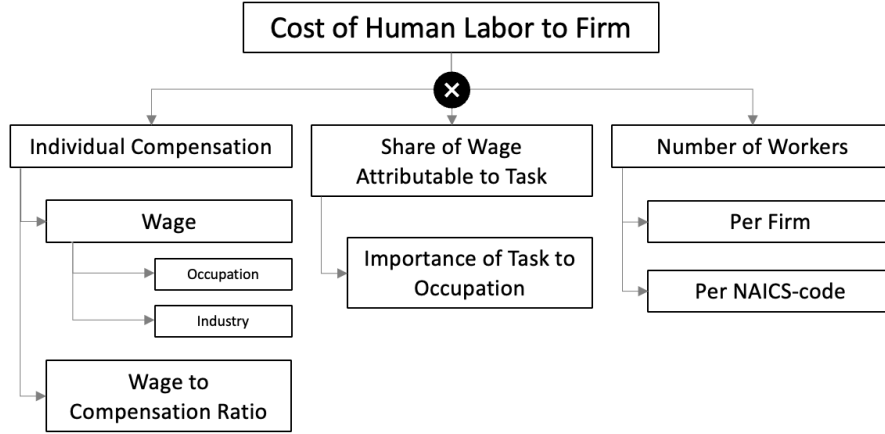 Cost of Human Labor to Firm
×
Individual Compensation
Share of Wage
Attributable to Task
Number of Workers
Wage
Occupation
Industry
Wage to
Compensation Ratio
Importance of Task to
Occupation
Per Firm
Per NAICS-code